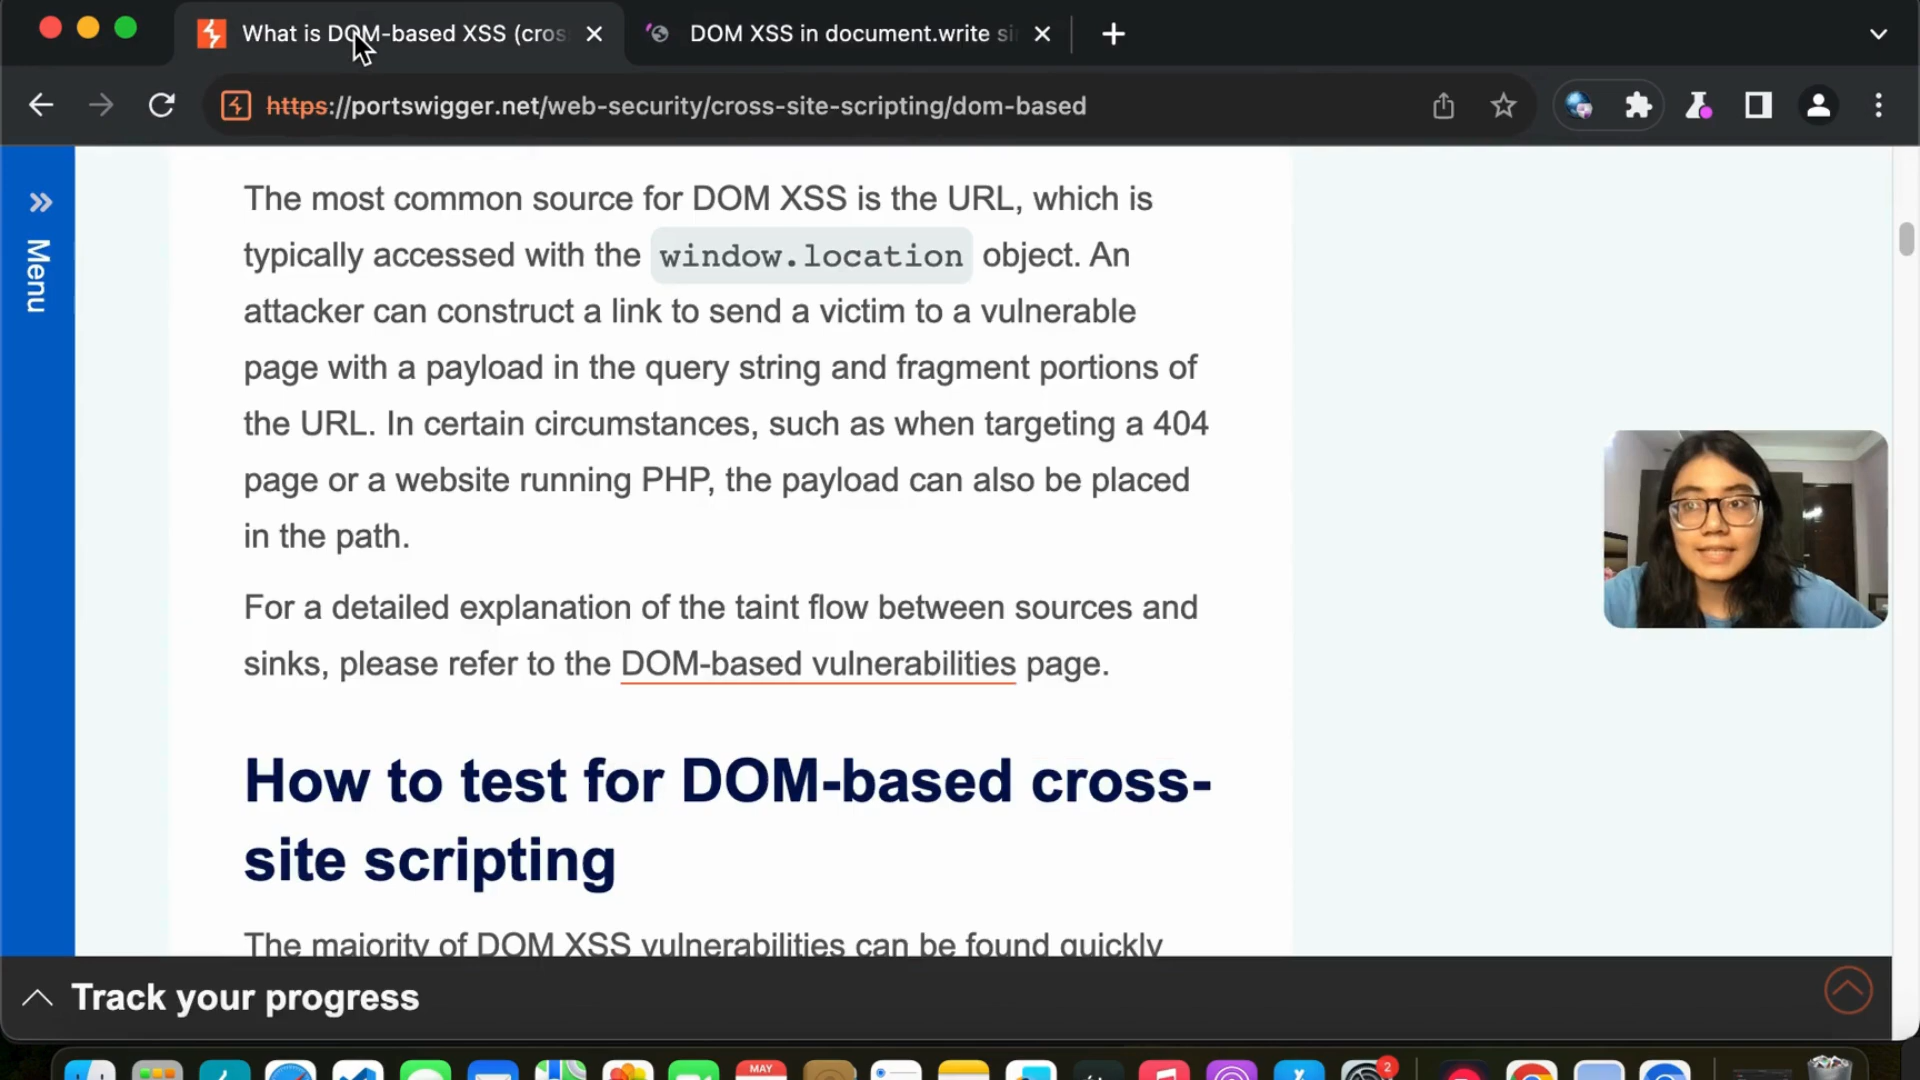 What is DOM-based XSS (cros
DOM XSS in document.write si
https://portswigger.net/web-security/cross-site-scripting/dom-based
Menu
The most common source for DOM XSS is the URL, which is
typically accessed with the window.location object. An
attacker can construct a link to send a victim to a vulnerable
page with a payload in the query string and fragment portions of
the URL. In certain circumstances, such as when targeting a 404
page or a website running PHP, the payload can also be placed
in the path.
For a detailed explanation of the taint flow between sources and
sinks, please refer to the DOM-based vulnerabilities page.
How to test for DOM-based cross-
site scripting
The majority of DOM XSS vulnerabilities can be found quickly
Track your progress
MAY
2